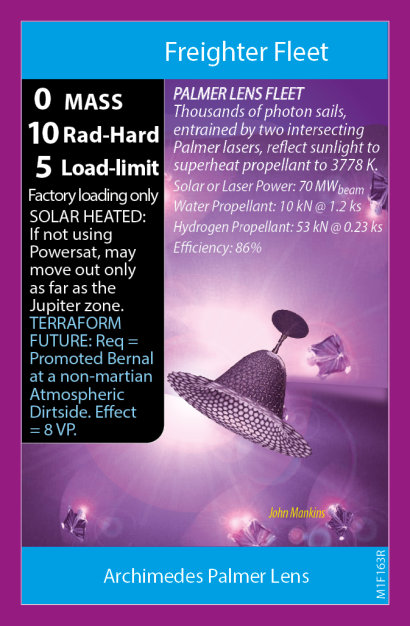 Freighter Fleet
0 MASS
10 Rad-Hard
5 Load-limit
Factory loading only
SOLAR HEATED:
If not using
Powersat, may
move out only
as far as the
Jupiter zone.
TERRAFORM
FUTURE: Req =
Promoted Bernal
at a non-martian
Atmospheric
Dirtside. Effect
= 8 VP.
PALMER LENS FLEET
Thousands of photon sails,
entrained by two intersecting
Palmer lasers, reflect sunlight to
superheat propellant to 3778 K.
Solar or Laser Power: 70 MWbeam
Water Propellant: 10 kN @ 1.2 ks
Hydrogen Propellant: 53 kN @ 0.23 ks
Efficiency: 86%
John Mankins
Archimedes Palmer Lens
M1F163R